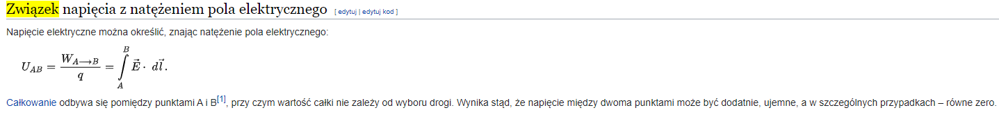 Związek napięcia z natężeniem pola elektrycznego [ edytuj | edytuj kod ]
Napięcie elektryczne można określić, znając natężenie pola elektrycznego:
U_{AB} = \frac{W_{A \longrightarrow B}}{q} = \int\limits_{A}^{B} \vec{E} \cdot d\vec{l}.
Całkowanie odbywa się pomiędzy punktami A i B[1], przy czym wartość całki nie zależy od wyboru drogi. Wynika stąd, że napięcie między dwoma punktami może być dodatnie, ujemne, a w szczególnych przypadkach – równe zero.